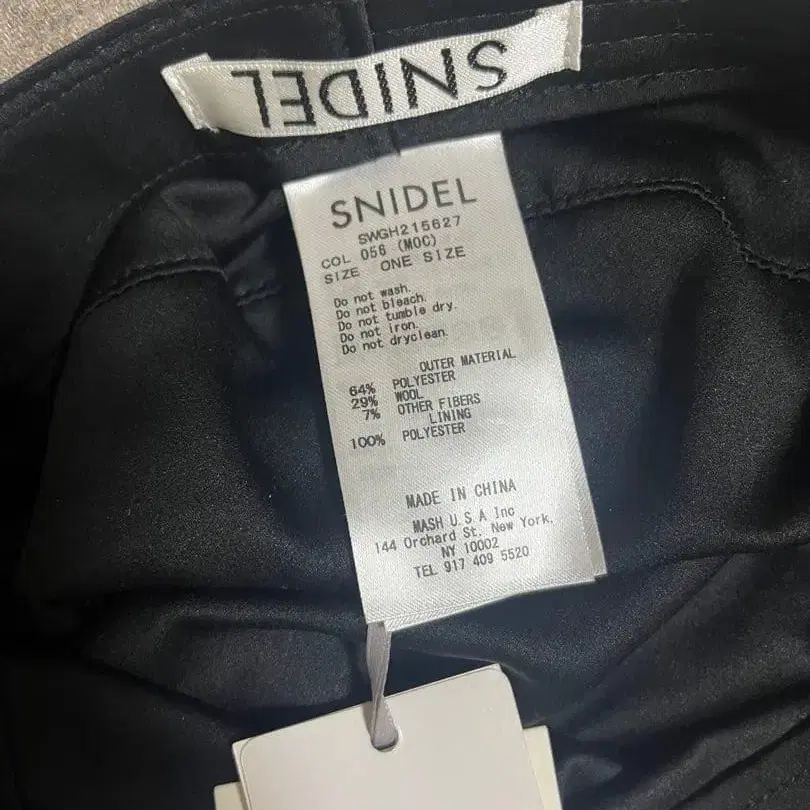 SNIDEL
SNIDEL
SWGH215627
COL 056 (MOC)
SIZE ONE SIZE
Do not wash.
Do not bleach.
Do not tumble dry.
Do not iron.
Do not dryclean.
OUTER MATERIAL
64% POLYESTER
29% WOOL
7% OTHER FIBERS
LINING
100% POLYESTER
MADE IN CHINA
MASH U.S.A Inc
144 Orchard St. New York,
NY 10002
TEL 917 409 5520